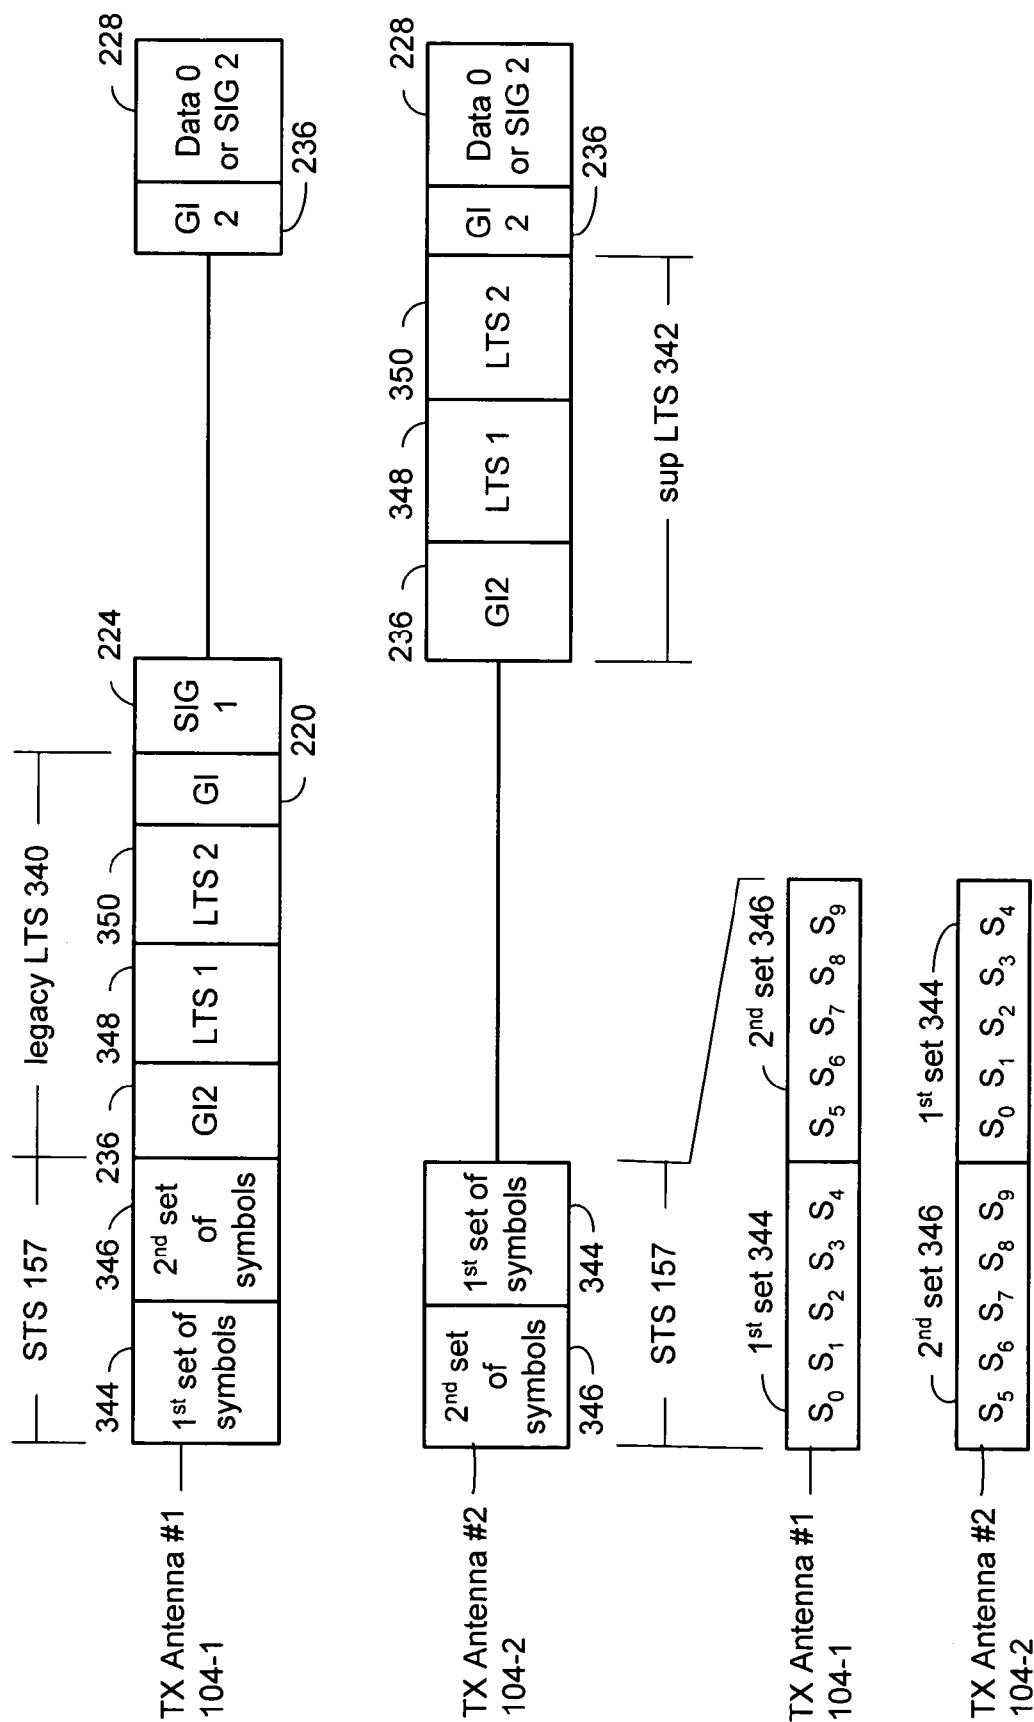 STS 157
legacy LTS 340
344
346
236
348
350
224
228
TX Antenna #1
104-1
1st set of
symbols
2nd set
of
symbols
GI2
LTS 1
LTS 2
GI
SIG
1
GI
2
Data 0
or SIG 2
220
236
236
348
350
228
TX Antenna #2
104-2
2nd set
of
symbols
1st set of
symbols
GI2
LTS 1
LTS 2
GI
2
Data 0
or SIG 2
346
344
236
STS 157
sup LTS 342
1st set 344
2nd set 346
TX Antenna #1
104-1
S0 S1 S2 S3 S4
S5 S6 S7 S8 S9
2nd set 346
1st set 344
TX Antenna #2
104-2
S5 S6 S7 S8 S9
S0 S1 S2 S3 S4